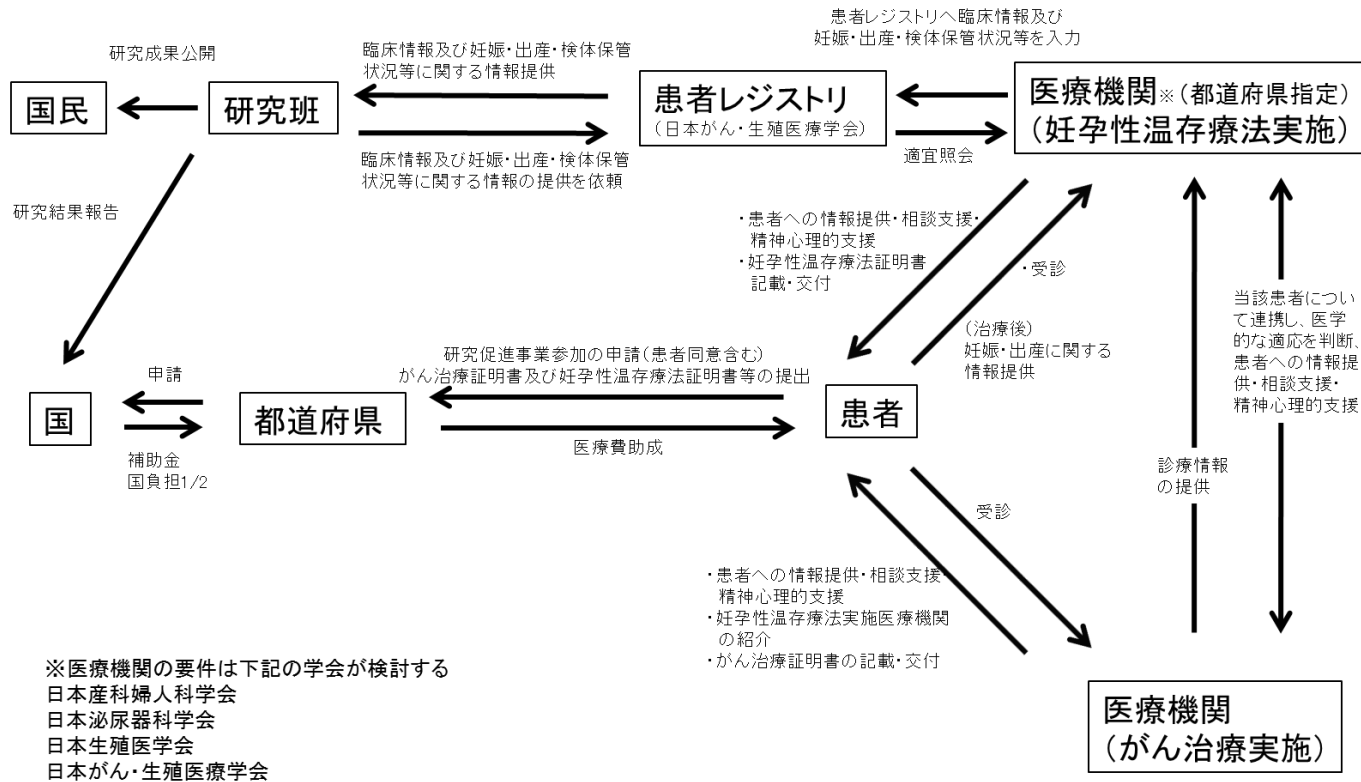 患者レジストリへ臨床情報及び
妊娠・出産・検体保管状況等を入力
研究成果公開
臨床情報及び妊娠・出産・検体保管
状況等に関する情報提供
国民
研究班
患者レジストリ
(日本がん・生殖医療学会)
医療機関※(都道府県指定)
(妊孕性温存療法実施)
適宜照会
臨床情報及び妊娠・出産・検体保管
状況等に関する情報の提供を依頼
研究結果報告
・患者への情報提供・相談支援・
精神心理的支援
・妊孕性温存療法証明書
記載・交付
・受診
(治療後)
妊娠・出産に関する
情報提供
当該患者につい
て連携し、医学
的な適応を判断、
患者への情報提
供・相談支援・
精神心理的支援
研究促進事業参加の申請(患者同意含む)
がん治療証明書及び妊孕性温存療法証明書等の提出
申請
国
都道府県
患者
医療費助成
補助金
国負担1/2
診療情報
の提供
受診
・患者への情報提供・相談支援・
精神心理的支援
・妊孕性温存療法実施医療機関
の紹介
・がん治療証明書の記載・交付
※医療機関の要件は下記の学会が検討する
日本産科婦人科学会
日本泌尿器科学会
日本生殖医学会
日本がん・生殖医療学会
医療機関
(がん治療実施)